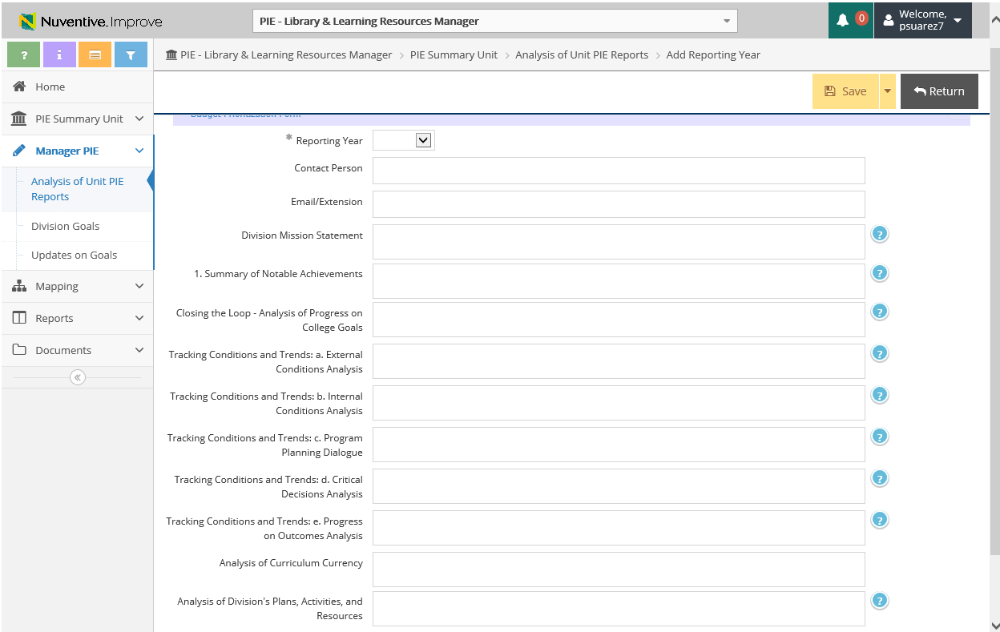 Nuventive.Improve
PIE - Library & Learning Resources Manager
0
Welcome,
psuarez7
?
i
PIE - Library & Learning Resources Manager > PIE Summary Unit > Analysis of Unit PIE Reports > Add Reporting Year
Save
Return
Home
PIE Summary Unit
Manager PIE
Analysis of Unit PIE
Reports
Division Goals
Updates on Goals
Mapping
Reports
Documents
Budget Prioritization Form
* Reporting Year
Contact Person
Email/Extension
Division Mission Statement
?
1. Summary of Notable Achievements
?
Closing the Loop - Analysis of Progress on
College Goals
?
Tracking Conditions and Trends: a. External
Conditions Analysis
?
Tracking Conditions and Trends: b. Internal
Conditions Analysis
?
Tracking Conditions and Trends: c. Program
Planning Dialogue
?
Tracking Conditions and Trends: d. Critical
Decisions Analysis
?
Tracking Conditions and Trends: e. Progress
on Outcomes Analysis
?
Analysis of Curriculum Currency
Analysis of Division's Plans, Activities, and
Resources
?